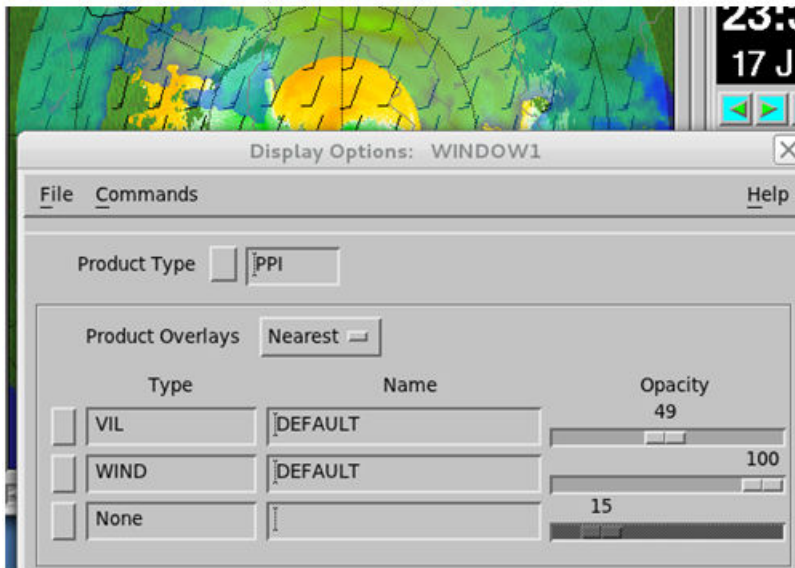 17 J
Display Options: WINDOW1
File Commands Help
Product Type PPI
Product Overlays Nearest
Type Name Opacity
VIL DEFAULT 49
WIND DEFAULT 100
None 15